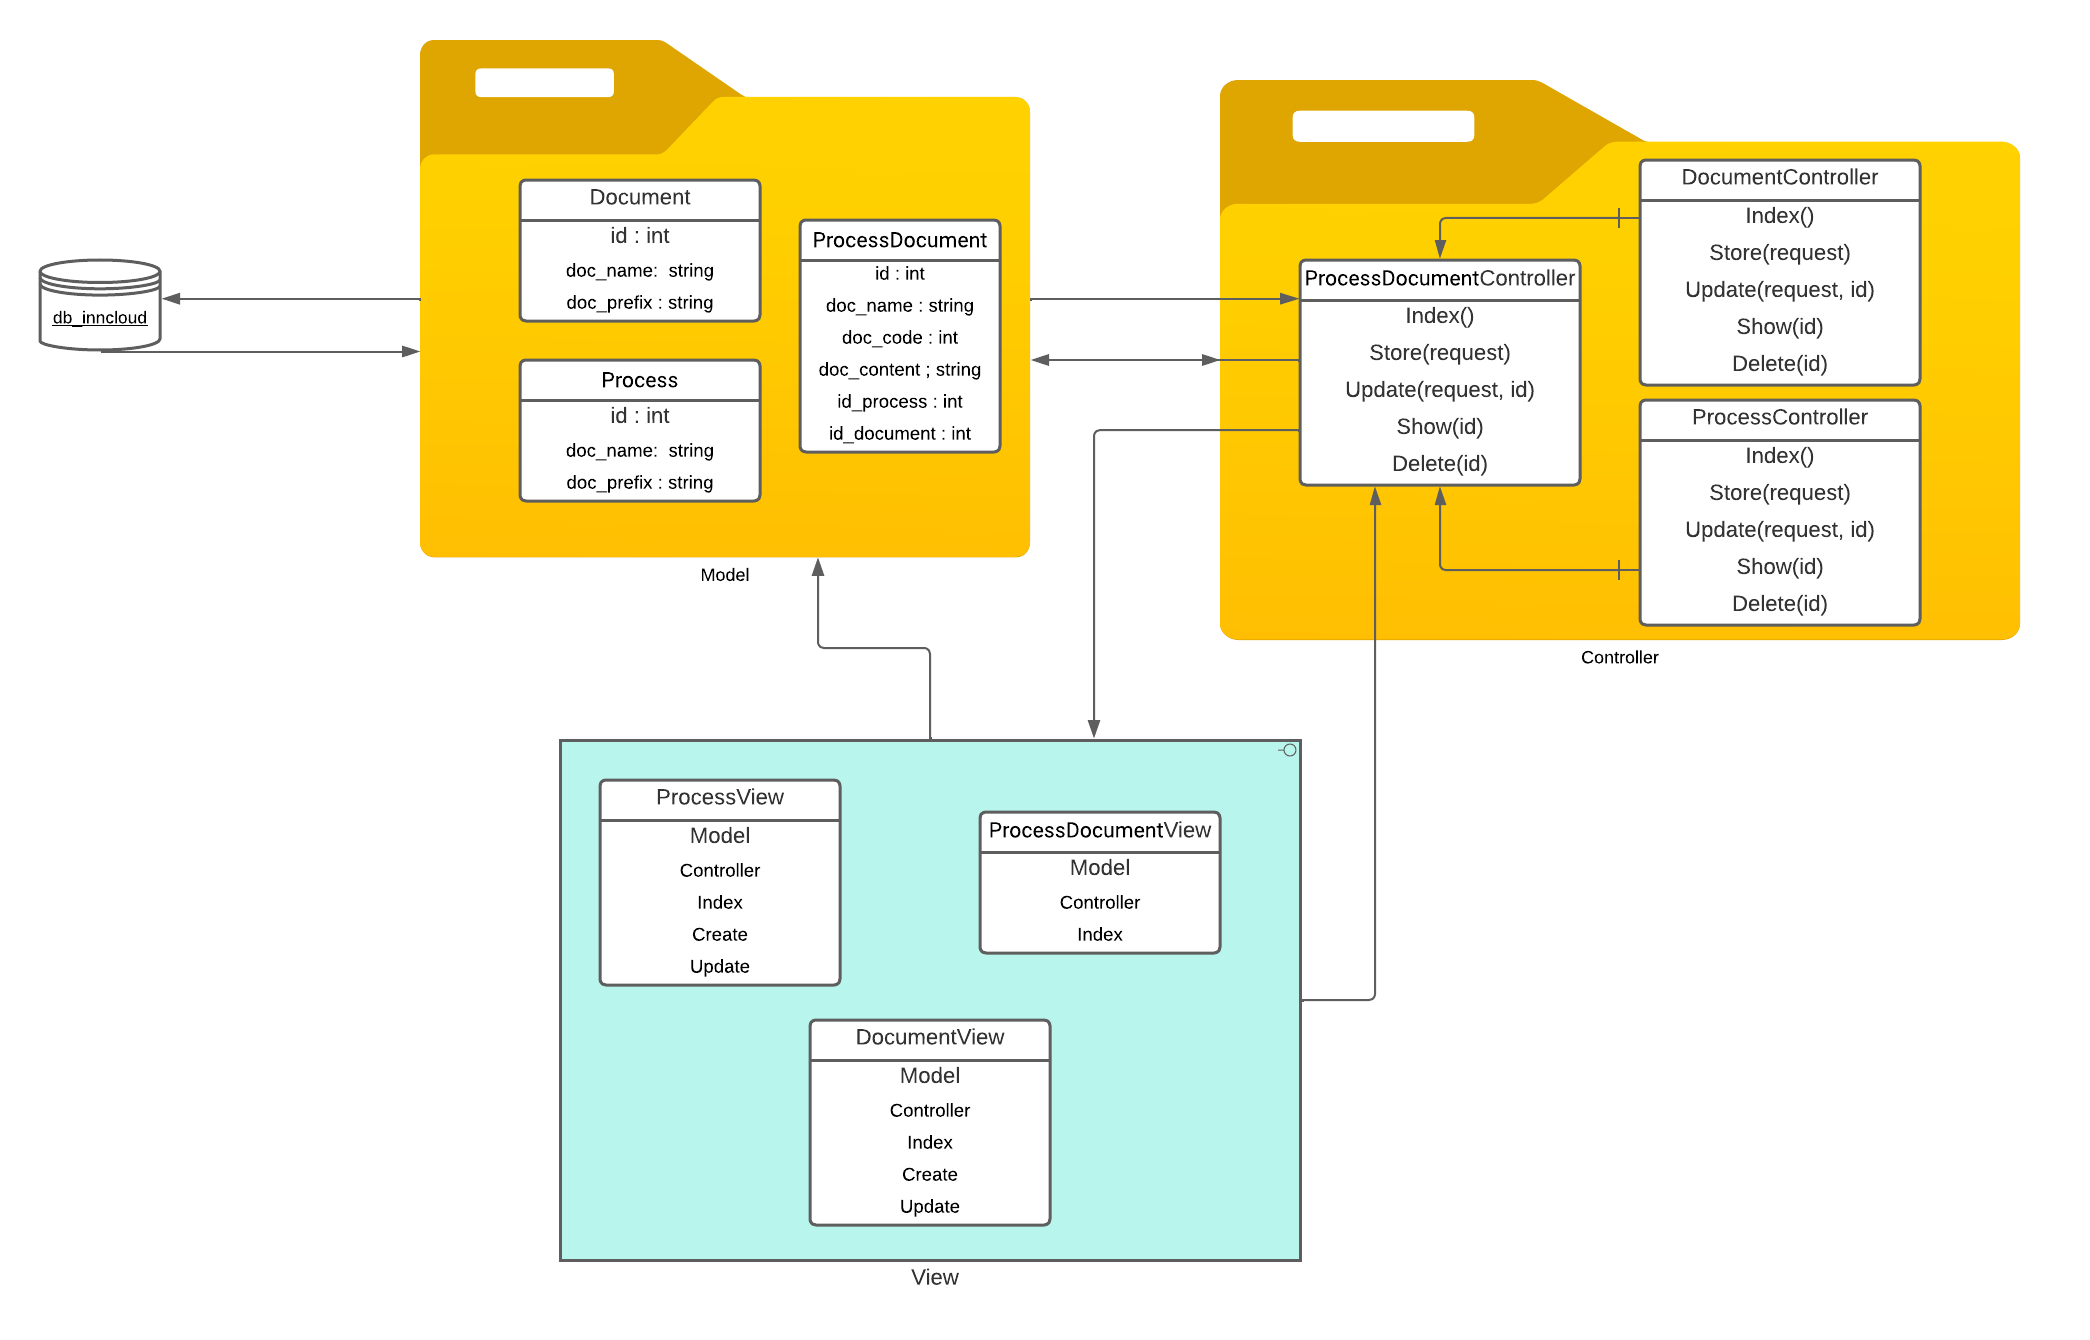 db_inncloud
Document
id : int
doc_name:  string
doc_prefix : string
Process
id : int
doc_name:  string
doc_prefix : string
ProcessDocument
id : int
doc_name : string
doc_code : int
doc_content ; string
id_process : int
id_document : int
Model
ProcessDocumentController
Index()
Store(request)
Update(request, id)
Show(id)
Delete(id)
DocumentController
Index()
Store(request)
Update(request, id)
Show(id)
Delete(id)
ProcessController
Index()
Store(request)
Update(request, id)
Show(id)
Delete(id)
Controller
ProcessView
Model
Controller
Index
Create
Update
ProcessDocumentView
Model
Controller
Index
DocumentView
Model
Controller
Index
Create
Update
View